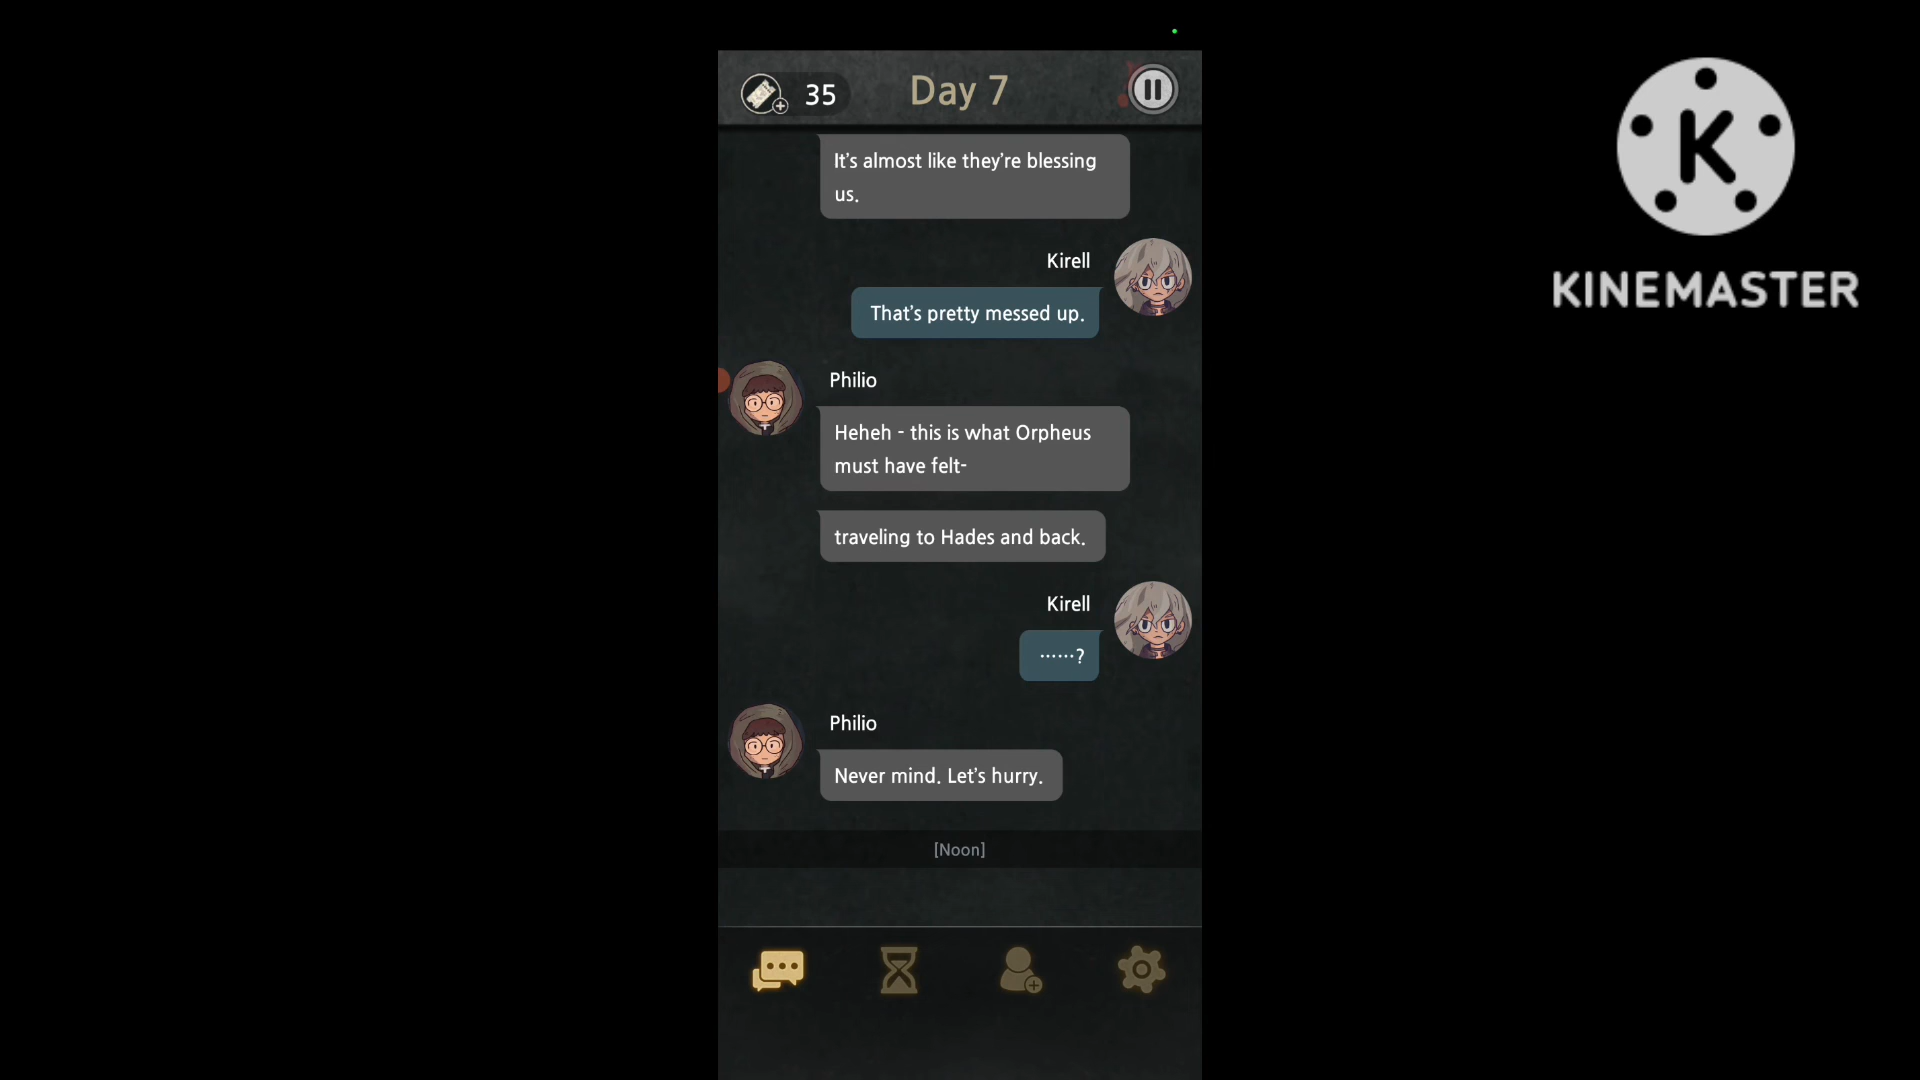 35
Day 7
It's almost like they're blessing
us.
Kirell
That's pretty messed up.
Philio
Heheh - this is what Orpheus
must have felt-
traveling to Hades and back.
Kirell
······?
Philio
Never mind. Let's hurry.
[Noon]
K
KINEMASTER